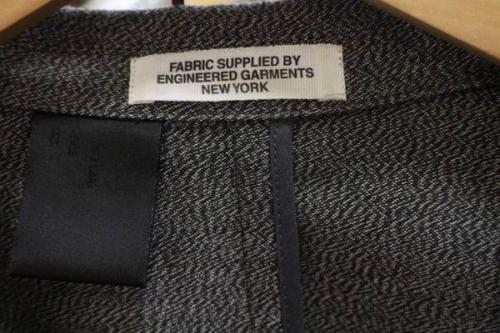 FABRIC SUPPLIED BY
ENGINEERED GARMENTS
NEW YORK